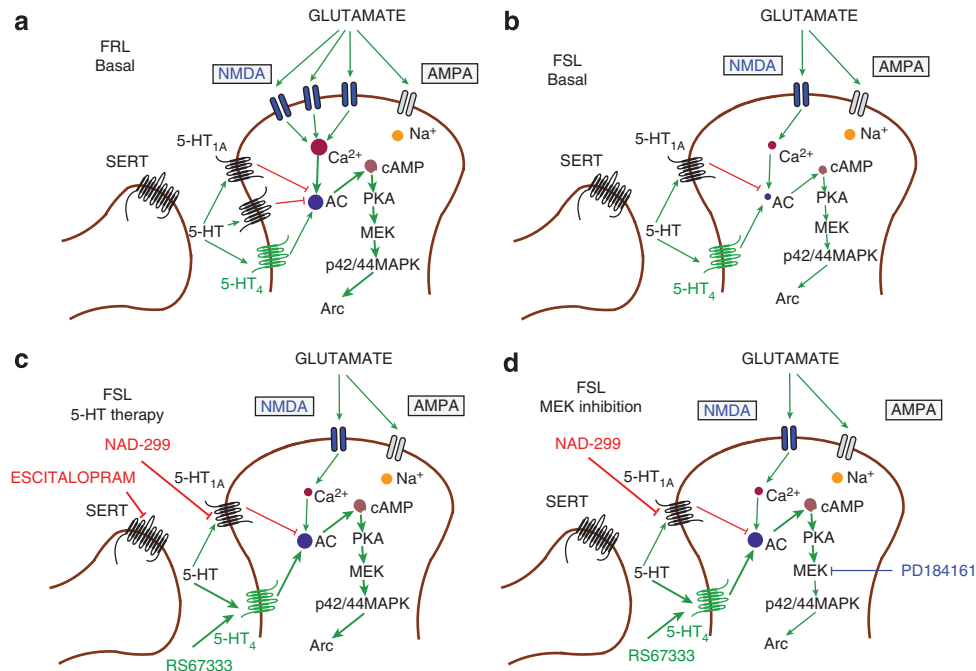 a
GLUTAMATE
FRL
Basal
NMDA
AMPA
5-HT1A
Na+
SERT
Ca2+
cAMP
AC
PKA
5-HT
MEK
p42/44MAPK
5-HT4
Arc
b
GLUTAMATE
FSL
Basal
NMDA
AMPA
5-HT1A
Na+
SERT
Ca2+
cAMP
AC
PKA
5-HT
MEK
p42/44MAPK
5-HT4
Arc
c
GLUTAMATE
FSL
5-HT therapy
NMDA
AMPA
NAD-299
ESCITALOPRAM
5-HT1A
Na+
SERT
Ca2+
cAMP
AC
PKA
5-HT
MEK
p42/44MAPK
5-HT4
Arc
RS67333
d
GLUTAMATE
FSL
MEK inhibition
NMDA
AMPA
NAD-299
5-HT1A
Na+
SERT
Ca2+
cAMP
AC
PKA
5-HT
MEK
PD184161
p42/44MAPK
5-HT4
Arc
RS67333